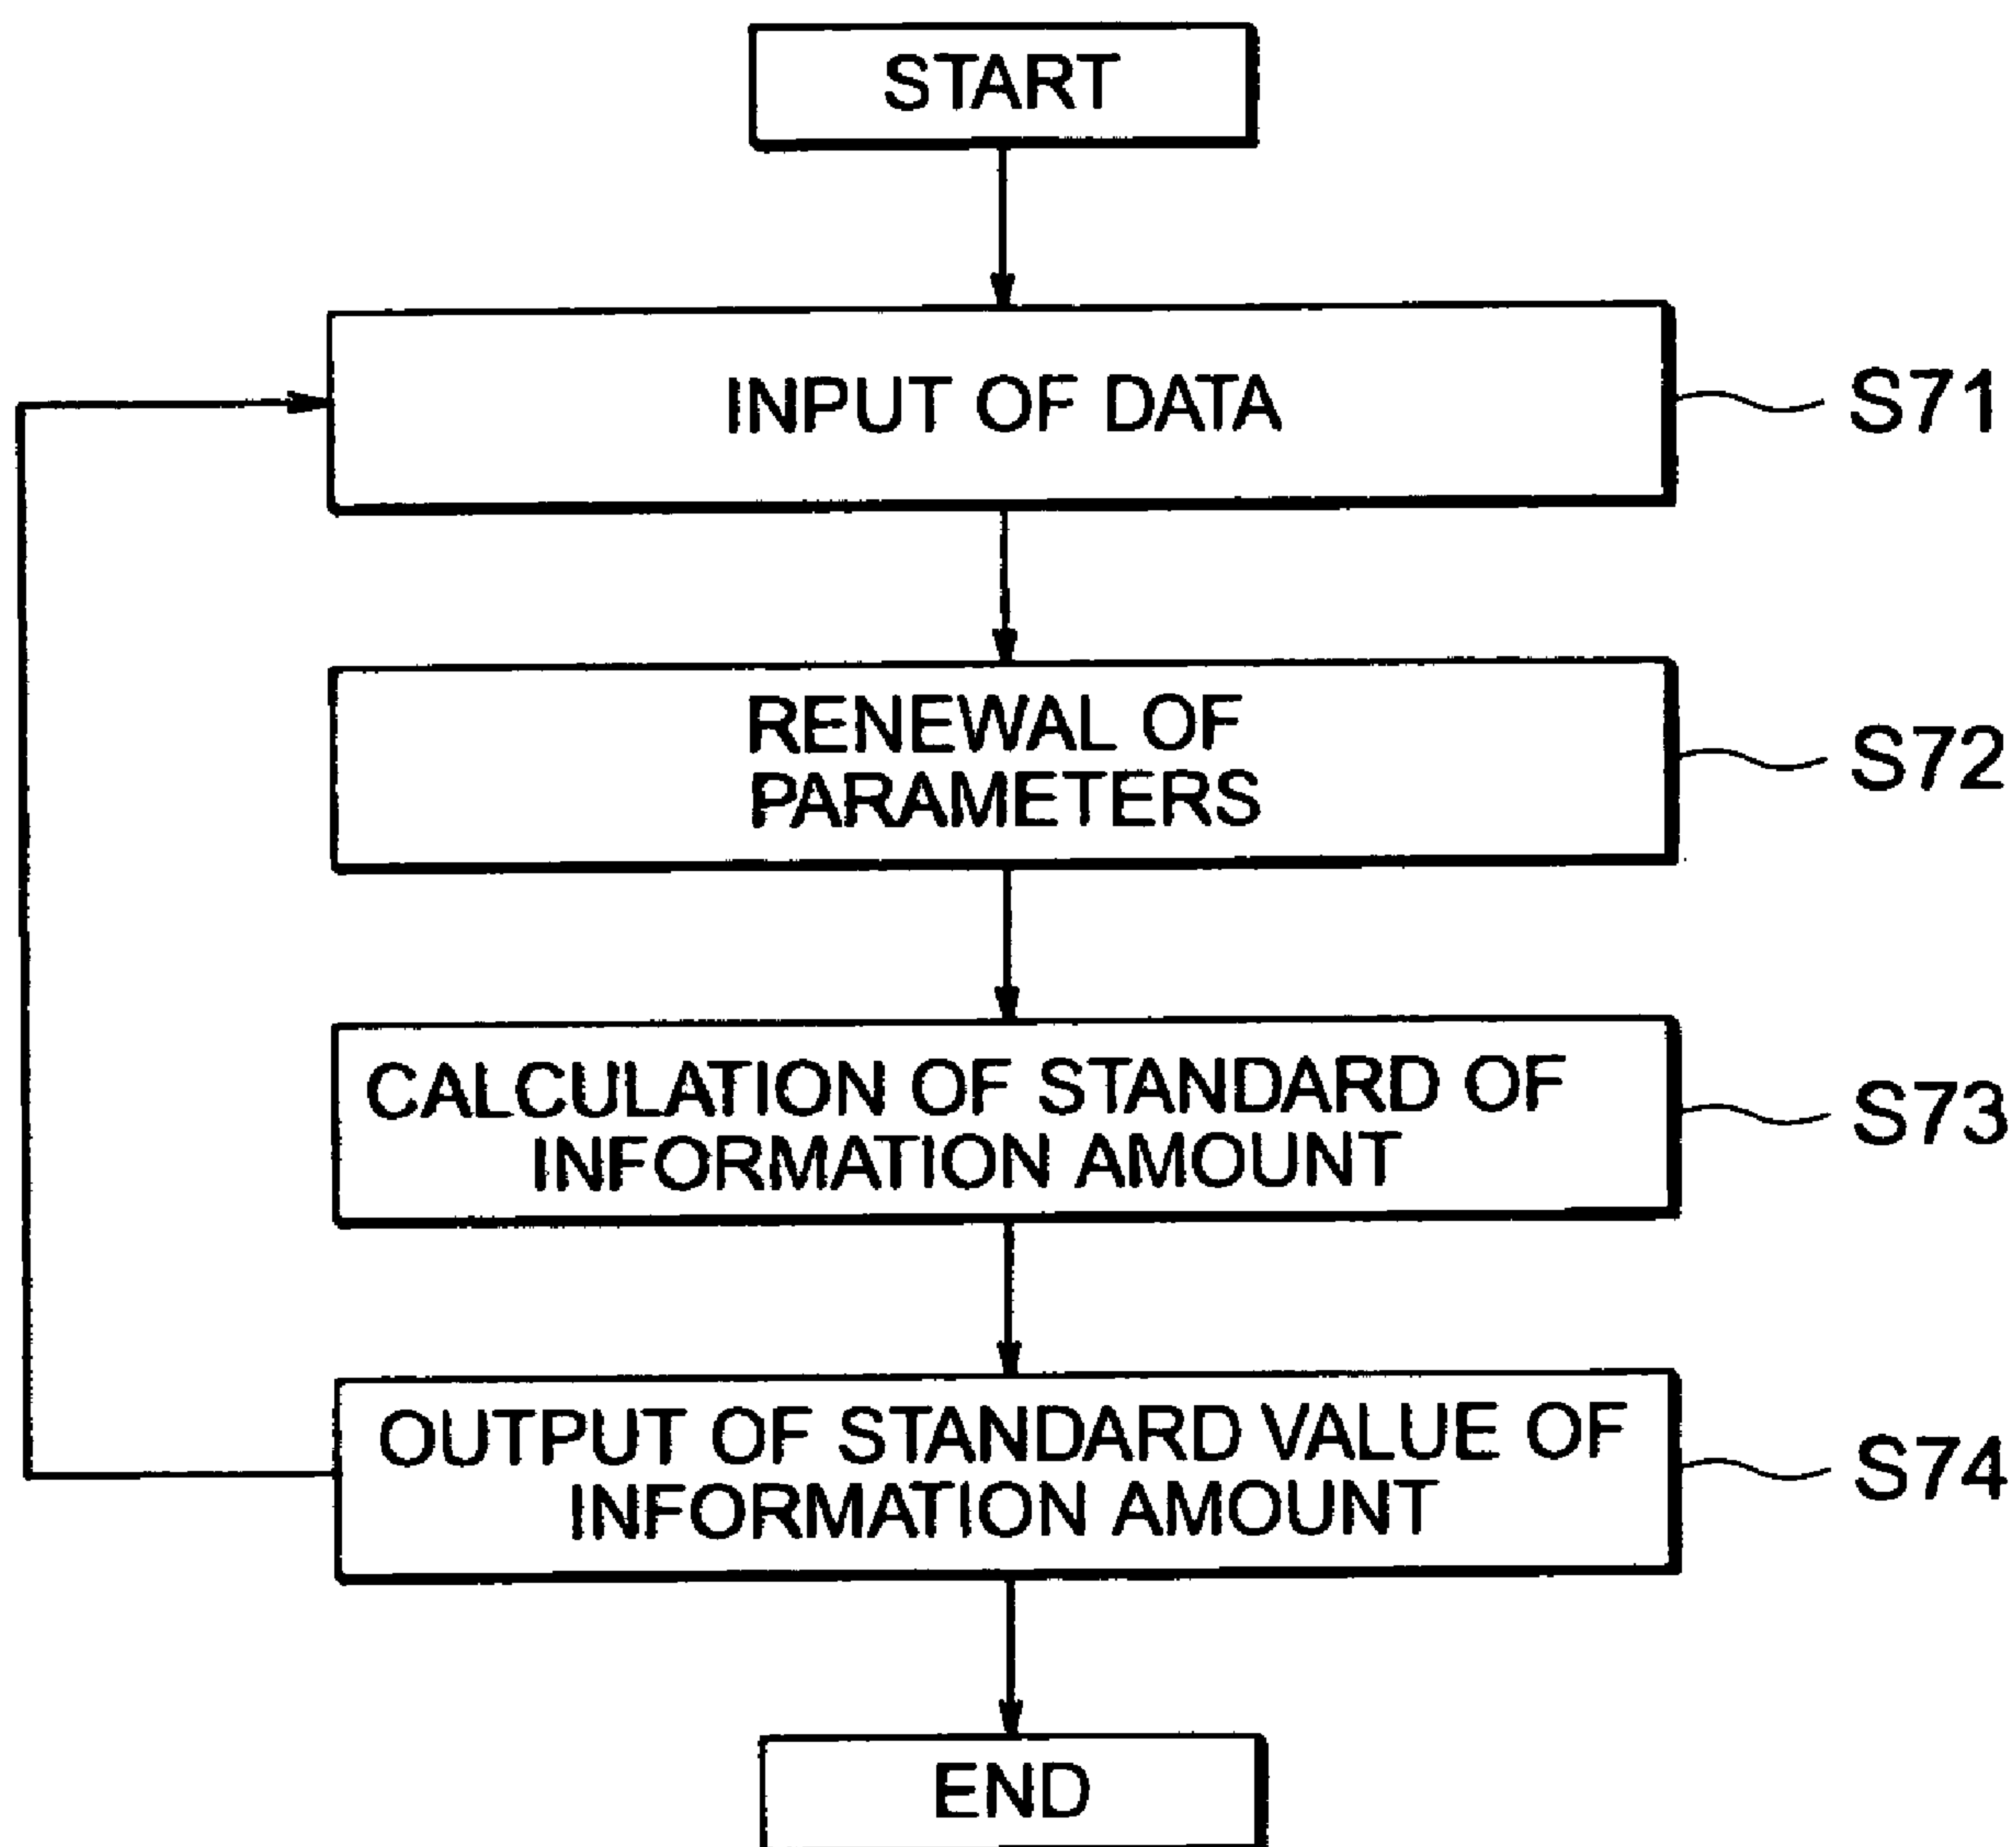 START
INPUT OF DATA
S71
RENEWAL OF
PARAMETERS
S72
CALCULATION OF STANDARD OF
INFORMATION AMOUNT
S73
OUTPUT OF STANDARD VALUE OF
INFORMATION AMOUNT
S74
END